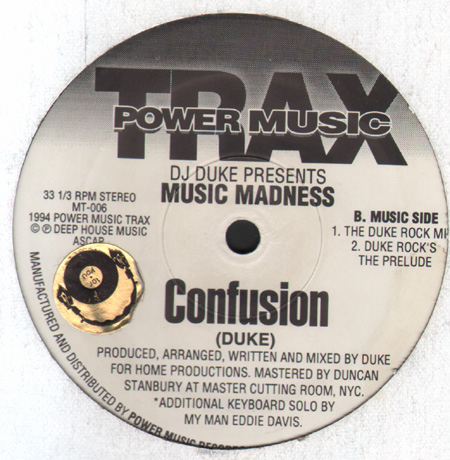 TRAX
POWER MUSIC
DJ DUKE PRESENTS
MUSIC MADNESS
33 1/3 RPM STEREO
MT-006
1994 POWER MUSIC TRAX
© ℗ DEEP HOUSE MUSIC
ASCAP
B. MUSIC SIDE
1. THE DUKE ROCK MI
2. DUKE ROCK'S
THE PRELUDE
Confusion
(DUKE)
PRODUCED, ARRANGED, WRITTEN AND MIXED BY DUKE
FOR HOME PRODUCTIONS. MASTERED BY DUNCAN
STANBURY AT MASTER CUTTING ROOM, NYC.
*ADDITIONAL KEYBOARD SOLO BY
MY MAN EDDIE DAVIS.
MANUFACTURED AND DISTRIBUTED BY POWER MUSIC